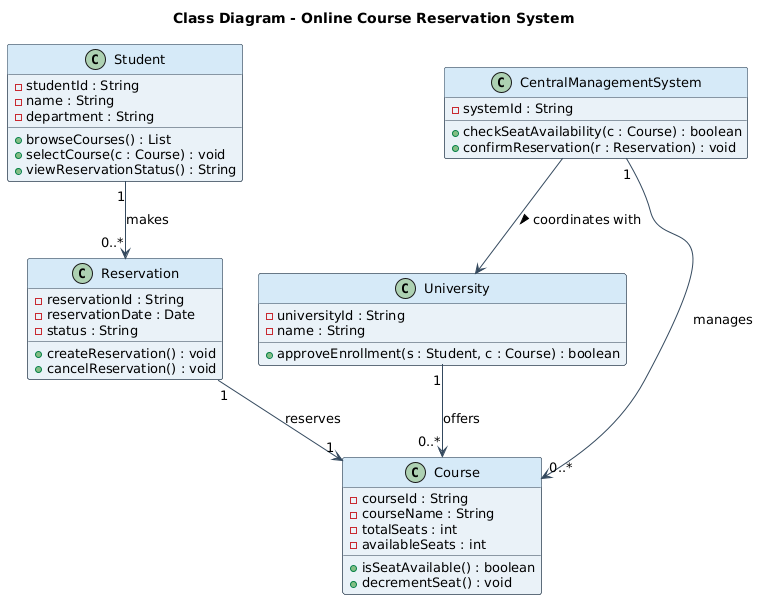 Class Diagram - Online Course Reservation System
C Student
studentId : String
name : String
department : String
browseCourses() : List
selectCourse(c : Course) : void
viewReservationStatus() : String
C CentralManagementSystem
systemId : String
checkSeatAvailability(c : Course) : boolean
confirmReservation(r : Reservation) : void
1
makes
0..*
coordinates with
1
manages
0..*
C Reservation
reservationId : String
reservationDate : Date
status : String
createReservation() : void
cancelReservation() : void
C University
universityId : String
name : String
approveEnrollment(s : Student, c : Course) : boolean
1
reserves
1
1
offers
0..*
C Course
courseId : String
courseName : String
totalSeats : int
availableSeats : int
isSeatAvailable() : boolean
decrementSeat() : void